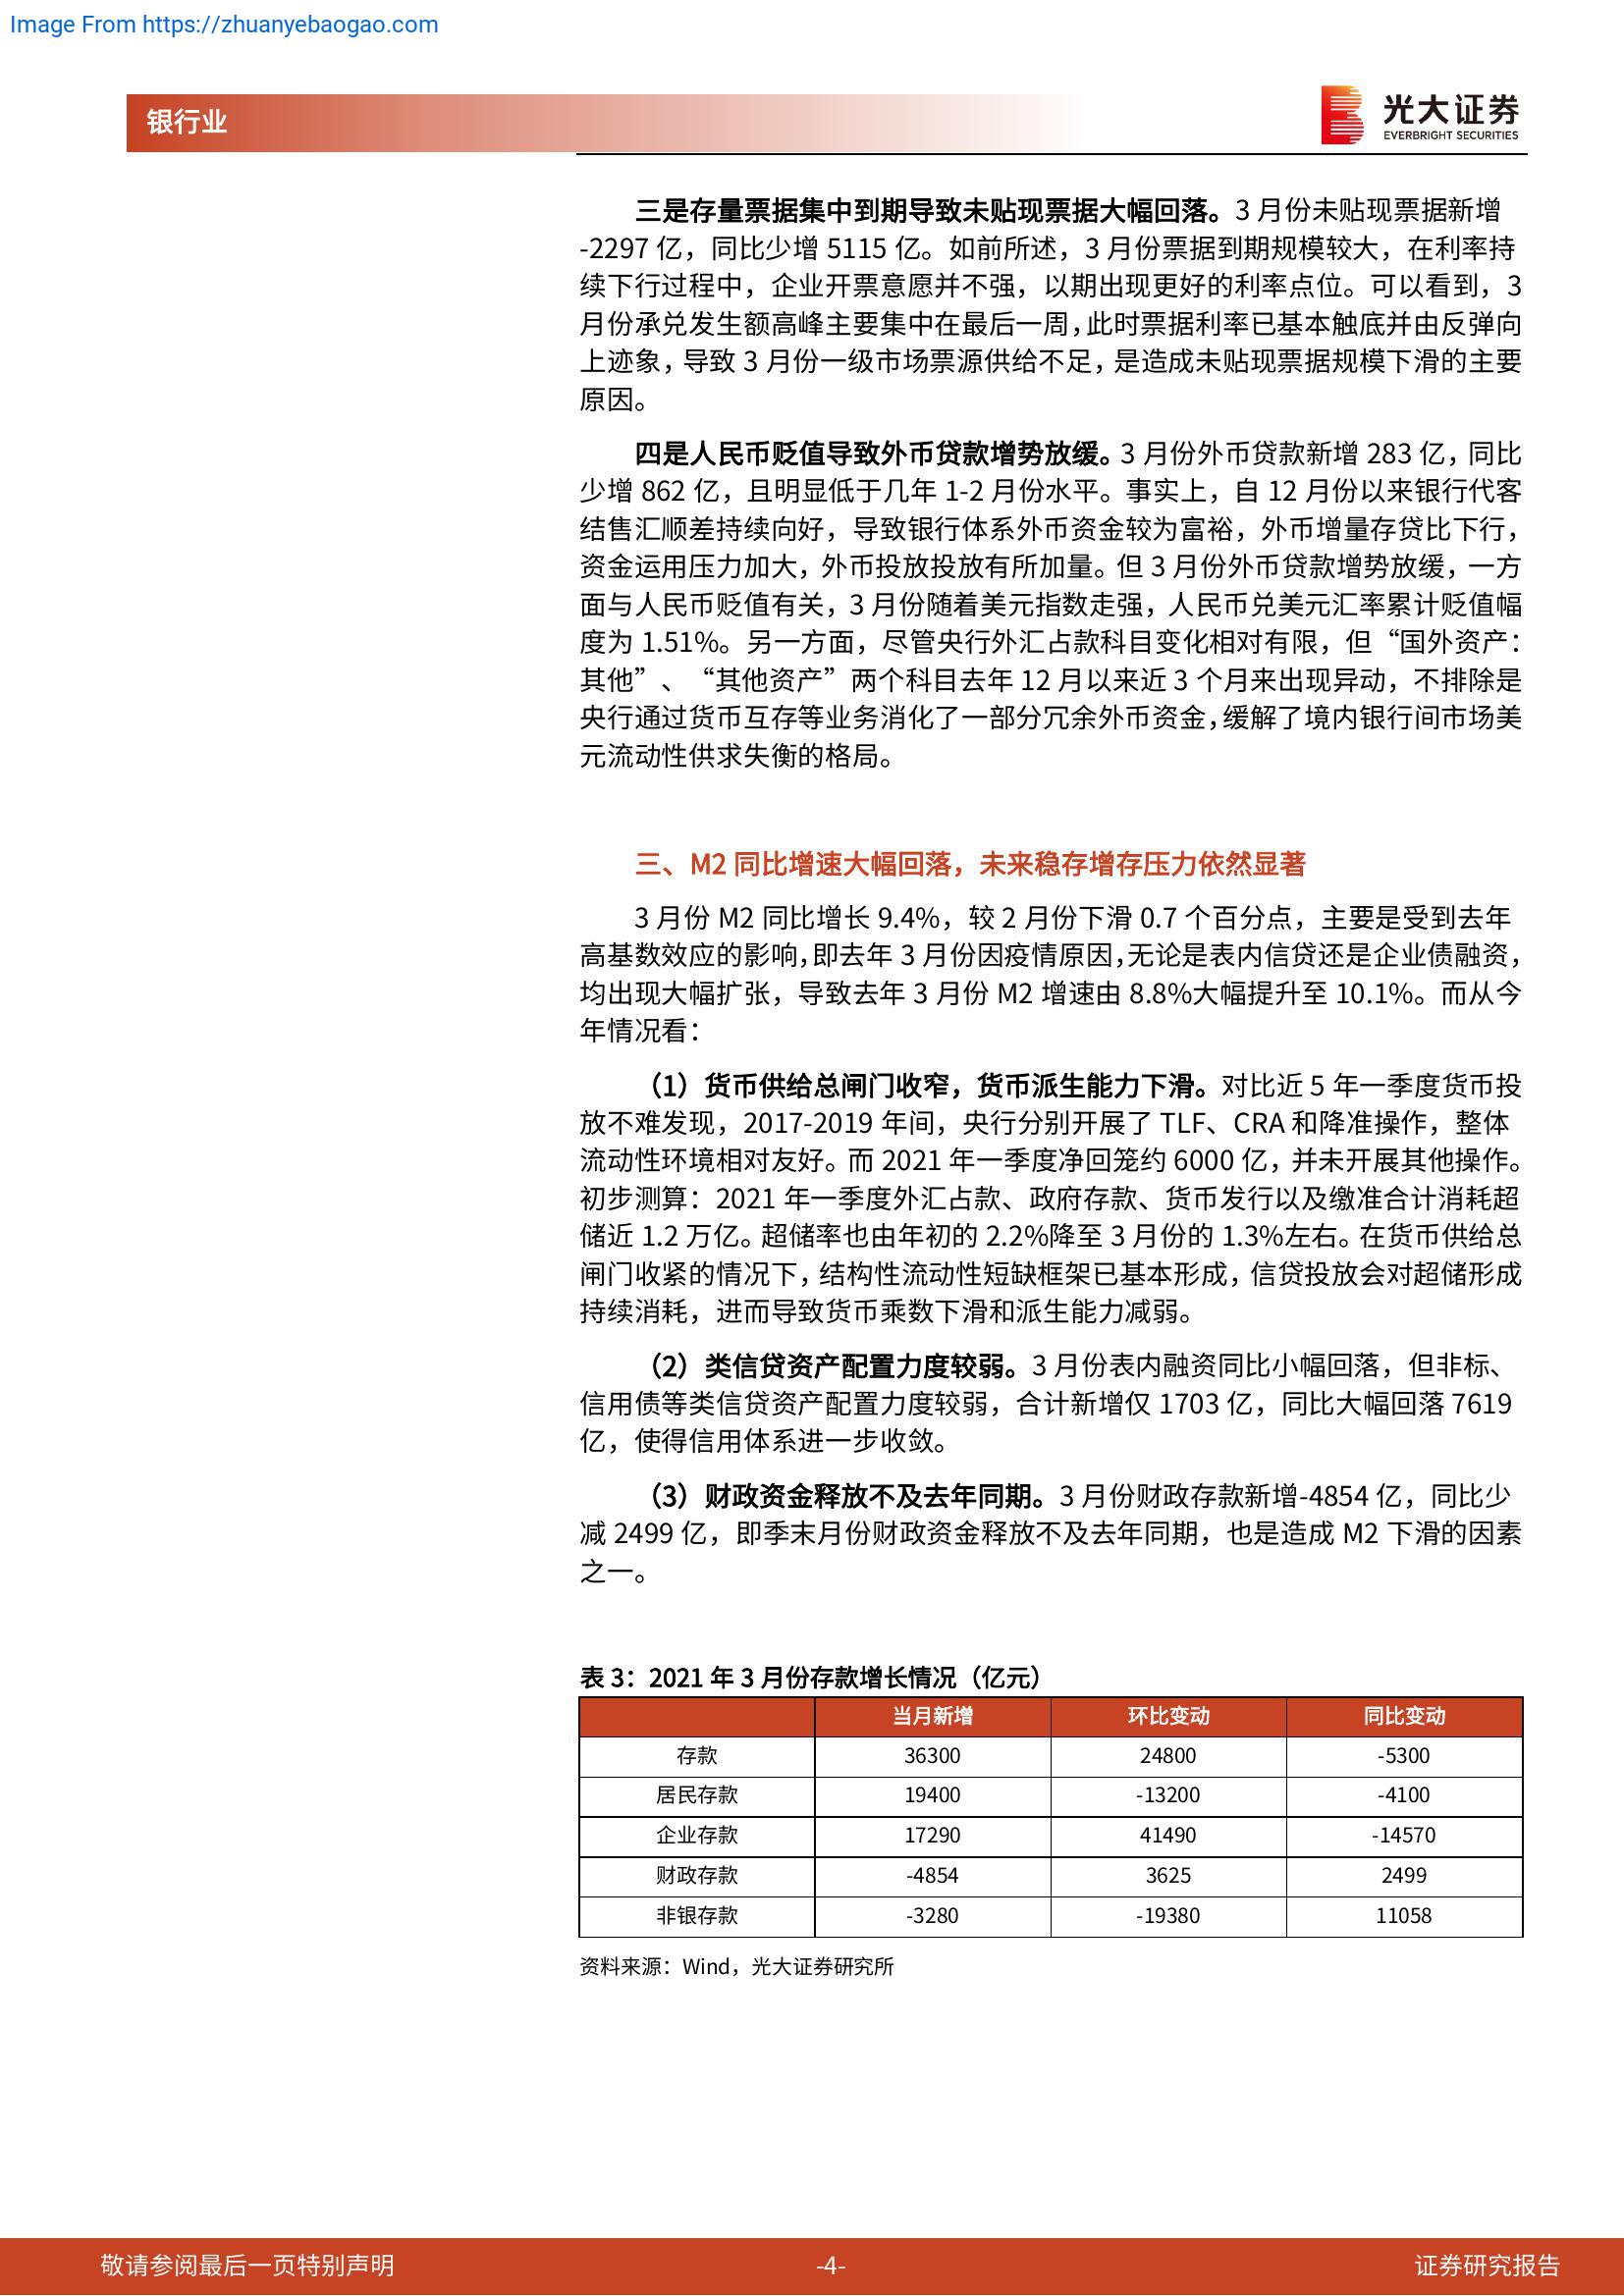 Image From https://zhuanyebaogao.com
银行业
光大证券
EVERBRIGHT SECURITIES
三是存量票据集中到期导致未贴现票据大幅回落。3 月份未贴现票据新增
-2297 亿，同比少增 5115 亿。如前所述，3 月份票据到期规模较大，在利率持
续下行过程中，企业开票意愿并不强，以期出现更好的利率点位。可以看到，3
月份承兑发生额高峰主要集中在最后一周，此时票据利率已基本触底并由反弹向
上迹象，导致 3 月份一级市场票源供给不足，是造成未贴现票据规模下滑的主要
原因。
四是人民币贬值导致外币贷款增势放缓。3 月份外币贷款新增 283 亿，同比
少增 862 亿，且明显低于几年 1-2 月份水平。事实上，自 12 月份以来银行代客
结售汇顺差持续向好，导致银行体系外币资金较为富裕，外币增量存贷比下行，
资金运用压力加大，外币投放投放有所加量。但 3 月份外币贷款增势放缓，一方
面与人民币贬值有关，3 月份随着美元指数走强，人民币兑美元汇率累计贬值幅
度为 1.51%。另一方面，尽管央行外汇占款科目变化相对有限，但“国外资产：
其他”、“其他资产”两个科目去年 12 月以来近 3 个月来出现异动，不排除是
央行通过货币互存等业务消化了一部分冗余外币资金，缓解了境内银行间市场美
元流动性供求失衡的格局。
三、M2 同比增速大幅回落，未来稳存增存压力依然显著
3 月份 M2 同比增长 9.4%，较 2 月份下滑 0.7 个百分点，主要是受到去年
高基数效应的影响，即去年 3 月份因疫情原因，无论是表内信贷还是企业债融资，
均出现大幅扩张，导致去年 3 月份 M2 增速由 8.8%大幅提升至 10.1%。而从今
年情况看：
（1）货币供给总闸门收窄，货币派生能力下滑。对比近 5 年一季度货币投
放不难发现，2017-2019 年间，央行分别开展了 TLF、CRA 和降准操作，整体
流动性环境相对友好。而 2021 年一季度净回笼约 6000 亿，并未开展其他操作。
初步测算：2021 年一季度外汇占款、政府存款、货币发行以及缴准合计消耗超
储近 1.2 万亿。超储率也由年初的 2.2%降至 3 月份的 1.3%左右。在货币供给总
闸门收紧的情况下，结构性流动性短缺框架已基本形成，信贷投放会对超储形成
持续消耗，进而导致货币乘数下滑和派生能力减弱。
（2）类信贷资产配置力度较弱。3 月份表内融资同比小幅回落，但非标、
信用债等类信贷资产配置力度较弱，合计新增仅 1703 亿，同比大幅回落 7619
亿，使得信用体系进一步收敛。
（3）财政资金释放不及去年同期。3 月份财政存款新增-4854 亿，同比少
减 2499 亿，即季末月份财政资金释放不及去年同期，也是造成 M2 下滑的因素
之一。
表 3：2021 年 3 月份存款增长情况（亿元）
当月新增 环比变动 同比变动
存款 36300 24800 -5300
居民存款 19400 -13200 -4100
企业存款 17290 41490 -14570
财政存款 -4854 3625 2499
非银存款 -3280 -19380 11058
资料来源：Wind，光大证券研究所
敬请参阅最后一页特别声明 -4- 证券研究报告